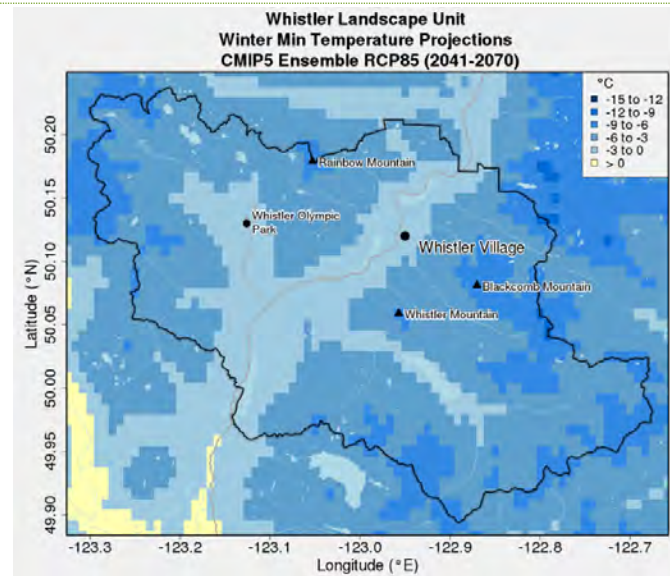 Whistler Landscape Unit
Winter Min Temperature Projections
CMIP5 Ensemble RCP85 (2041-2070)
°C
-15 to -12
-12 to -9
-9 to -6
-6 to -3
-3 to 0
> 0
50.20
50.15
50.10
50.05
50.00
49.95
49.90
Latitude (°N)
Rainbow Mountain
Whistler Olympic
Park
Whistler Village
Blackcomb Mountain
Whistler Mountain
-123.3
-123.2
-123.1
-123.0
-122.9
-122.8
-122.7
Longitude (°E)